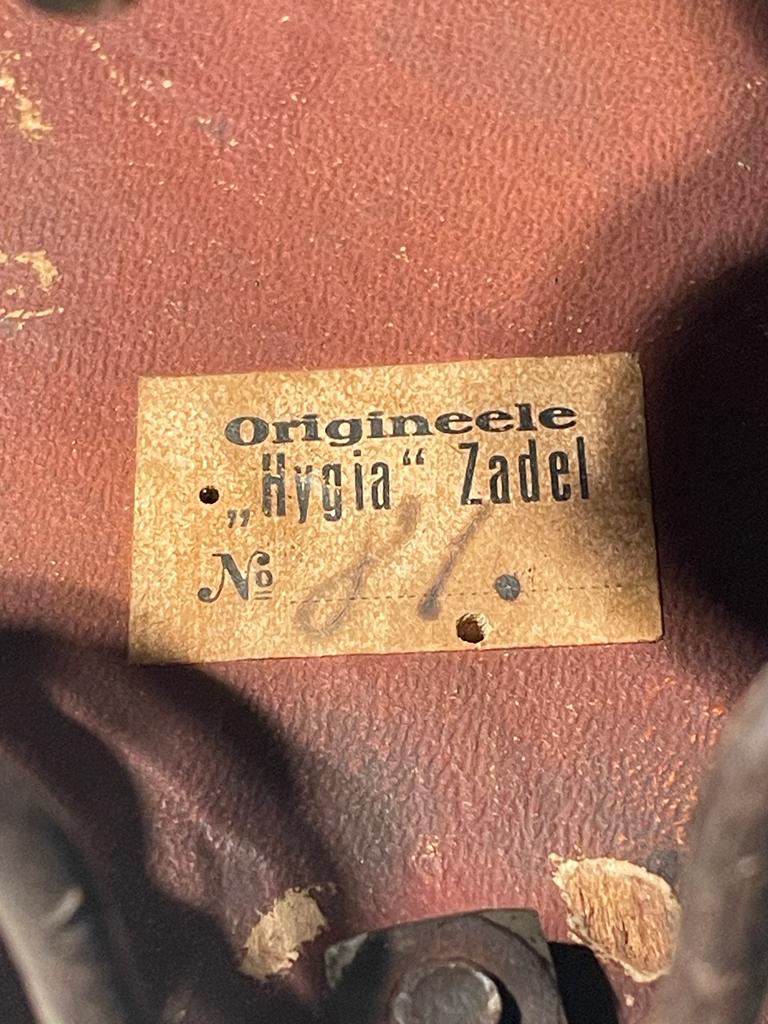 Origineele
„Hygia“ Zadel
No 81.